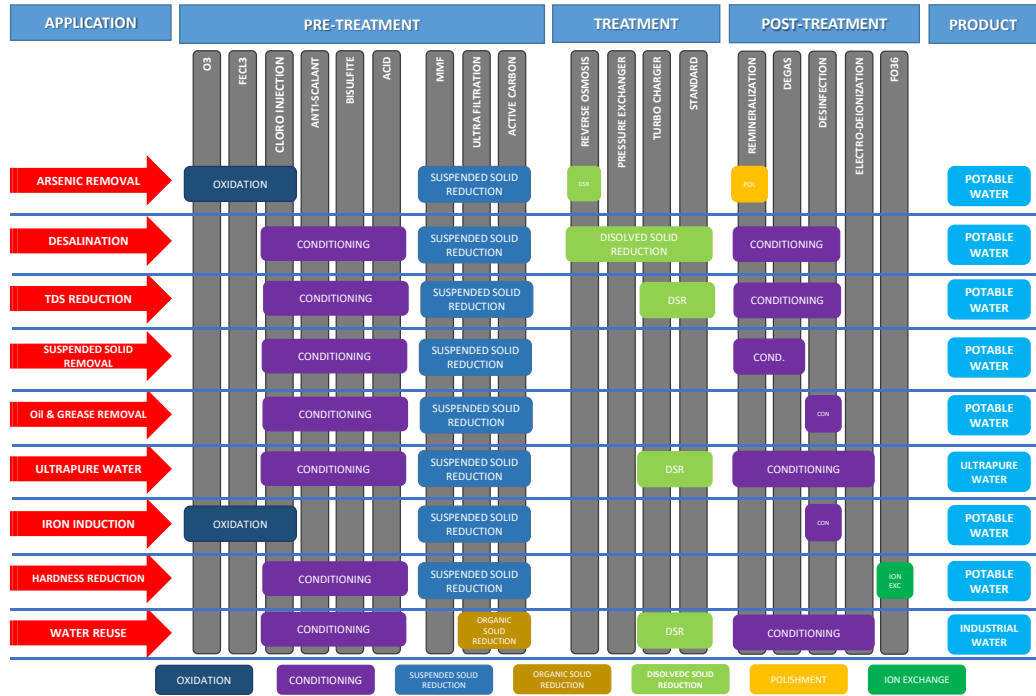 APPLICATION
PRE-TREATMENT
TREATMENT
POST-TREATMENT
PRODUCT
O3
FECL3
CLORO INJECTION
ANTI-SCALANT
BISULFITE
ACID
MMF
ULTRA FILTRATION
ACTIVE CARBON
REVERSE OSMOSIS
PRESSURE EXCHANGER
TURBO CHARGER
STANDARD
REMINERALIZATION
DEGAS
DESINFECTION
ELECTRO-DEIONIZATION
FO36
ARSENIC REMOVAL
OXIDATION
SUSPENDED SOLID
REDUCTION
DSR
POL
POTABLE
WATER
DESALINATION
CONDITIONING
SUSPENDED SOLID
REDUCTION
DISOLVED SOLID
REDUCTION
CONDITIONING
POTABLE
WATER
TDS REDUCTION
CONDITIONING
SUSPENDED SOLID
REDUCTION
DSR
CONDITIONING
POTABLE
WATER
SUSPENDED SOLID
REMOVAL
CONDITIONING
SUSPENDED SOLID
REDUCTION
COND.
POTABLE
WATER
Oil & GREASE REMOVAL
CONDITIONING
SUSPENDED SOLID
REDUCTION
CON
POTABLE
WATER
ULTRAPURE WATER
CONDITIONING
SUSPENDED SOLID
REDUCTION
DSR
CONDITIONING
ULTRAPURE
WATER
IRON INDUCTION
OXIDATION
SUSPENDED SOLID
REDUCTION
CON
POTABLE
WATER
HARDNESS REDUCTION
CONDITIONING
SUSPENDED SOLID
REDUCTION
ION
EXC
POTABLE
WATER
WATER REUSE
CONDITIONING
ORGANIC
SOLID
REDUCTION
DSR
CONDITIONING
INDUSTRIAL
WATER
OXIDATION
CONDITIONING
SUSPENDED SOLID
REDUCTION
ORGANIC SOLID
REDUCTION
DISOLVEDC SOLID
REDUCTION
POLISHMENT
ION EXCHANGE